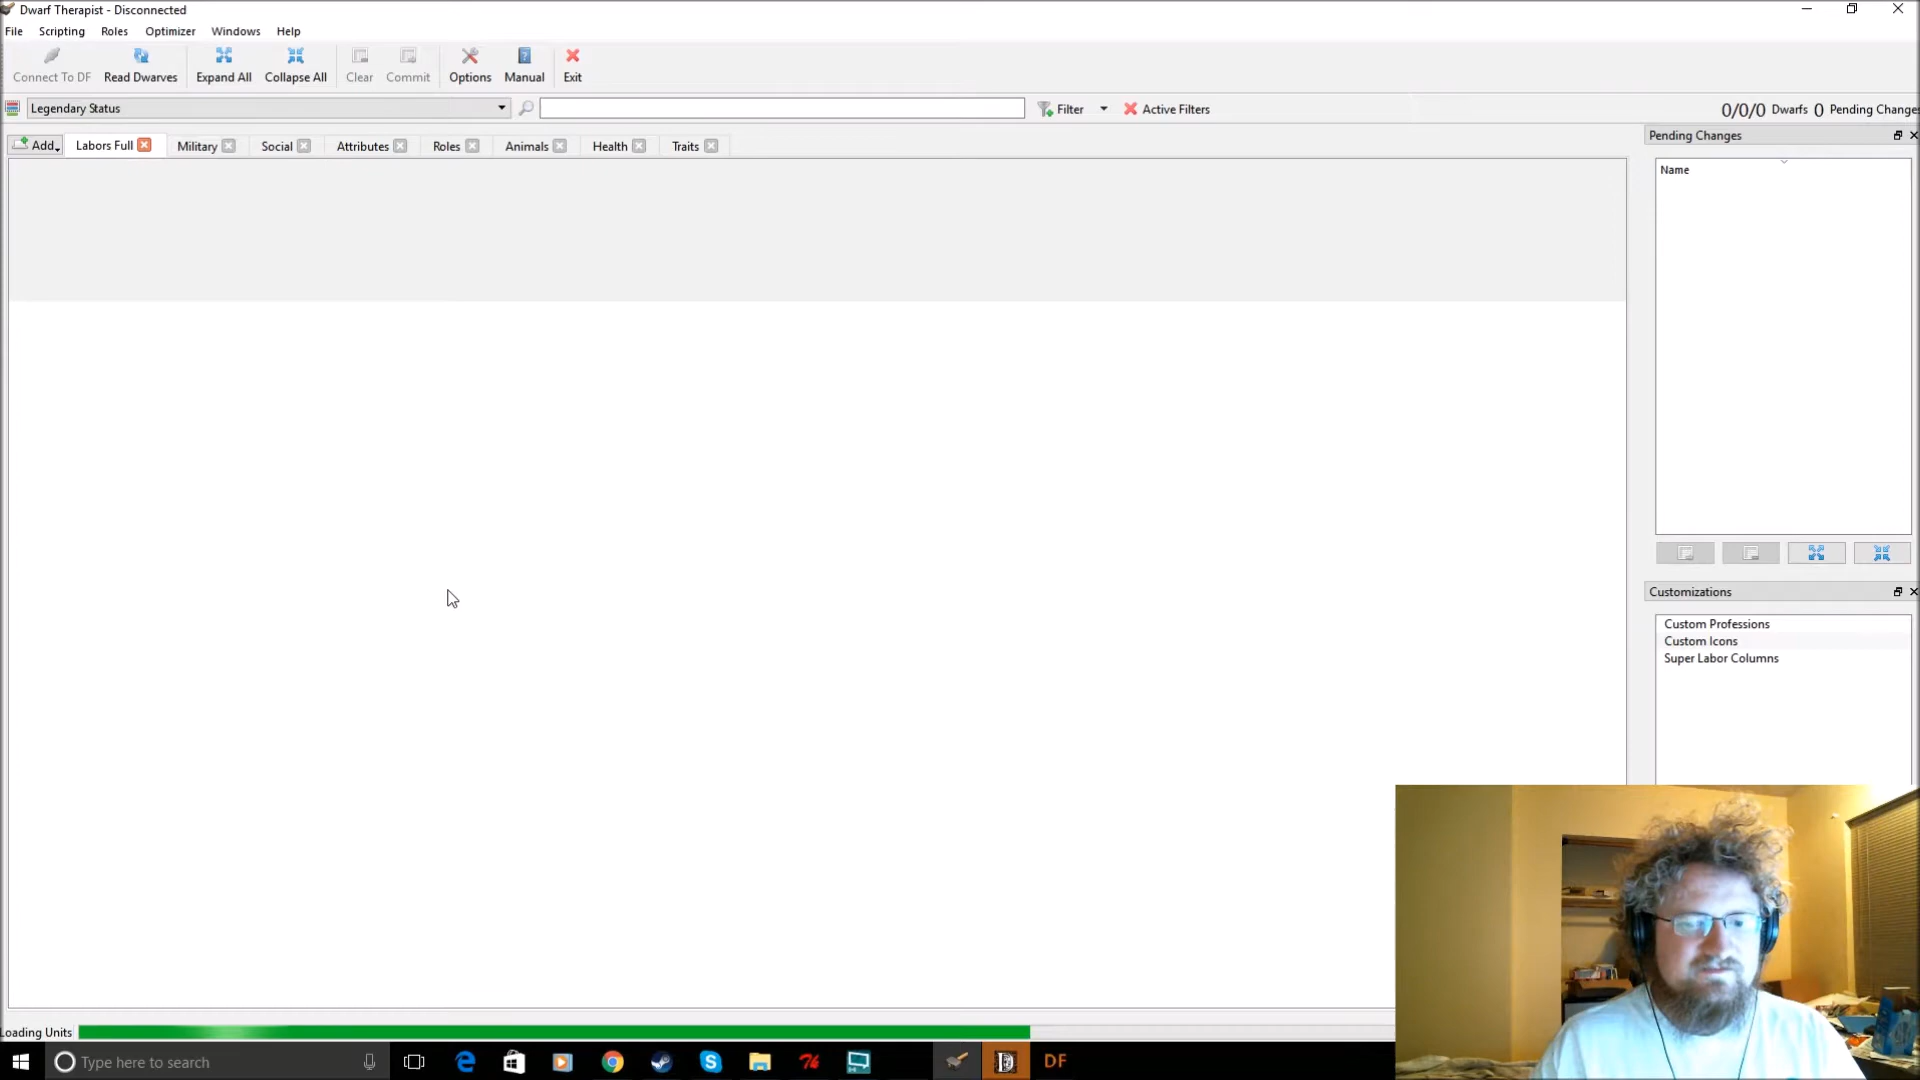 Dwarf Therapist - Disconnected
File Scripting Roles Optimizer Windows Help
Connect To DF Read Dwarves Expand All Collapse All Clear Commit Options Manual Exit
Legendary Status Filter Active Filters 0/0/0 Dwarfs 0 Pending Change
Add Labors Full Military Social Attributes Roles Animals Health Traits
Pending Changes
Name
Customizations
Custom Professions
Custom Icons
Super Labor Columns
Loading Units
Type here to search DF